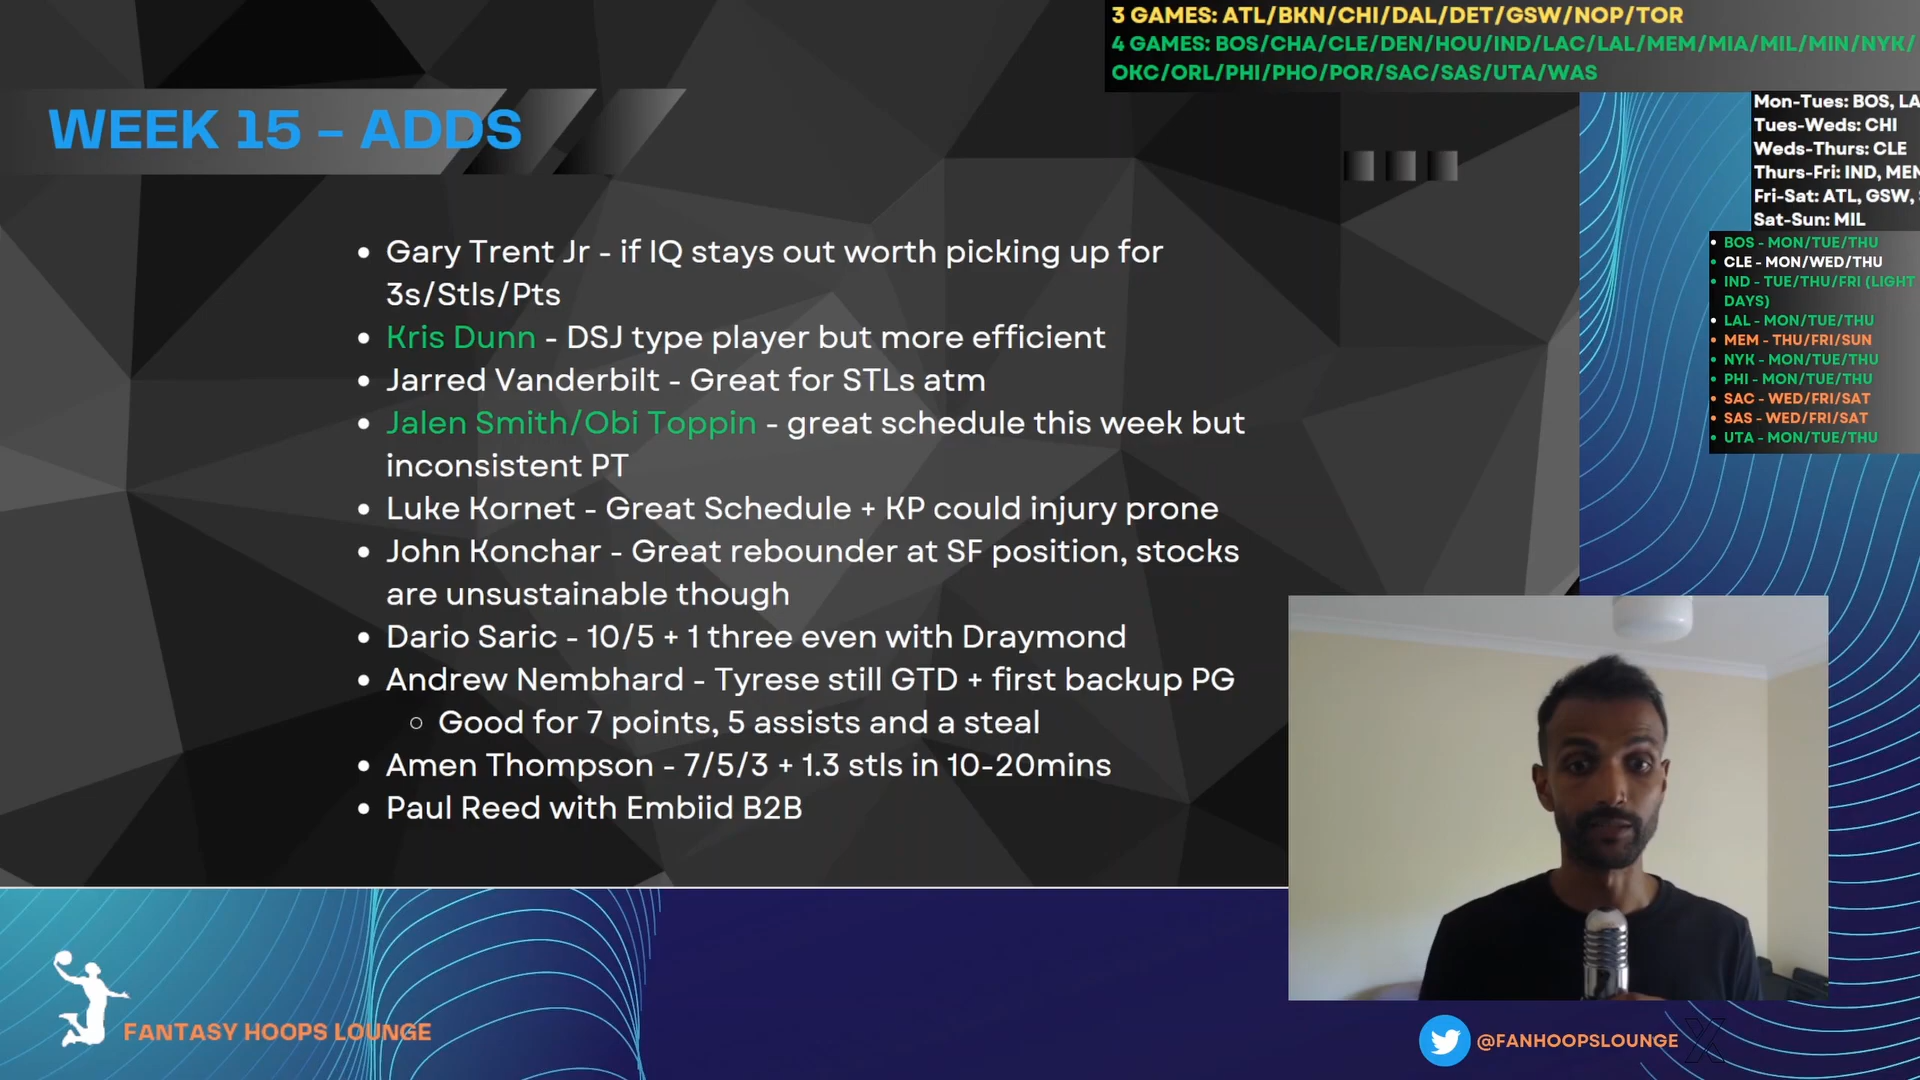 3 GAMES: ATL/BKN/CHI/DAL/DET/GSW/NOP/TOR
4 GAMES: BOS/CHA/CLE/DEN/HOU/IND/LAC/LAL/MEM/MIA/MIL/MIN/NYK/
OKC/ORL/PHI/PHO/POR/SAC/SAS/UTA/WAS
WEEK 15 - ADDS
Mon-Tues: BOS, LA
Tues-Weds: CHI
Weds-Thurs: CLE
Thurs-Fri: IND, MEN
Fri-Sat: ATL, GSW,
Sat-Sun: MIL
• BOS - MON/TUE/THU
• CLE - MON/WED/THU
• IND - TUE/THU/FRI (LIGHT
DAYS)
• LAL - MON/TUE/THU
• MEM - THU/FRI/SUN
• NYK - MON/TUE/THU
• PHI - MON/TUE/THU
• SAC - WED/FRI/SAT
• SAS - WED/FRI/SAT
• UTA - MON/TUE/THU
• Gary Trent Jr - if IQ stays out worth picking up for
3s/Stls/Pts
• Kris Dunn - DSJ type player but more efficient
• Jarred Vanderbilt - Great for STLs atm
• Jalen Smith/Obi Toppin - great schedule this week but
inconsistent PT
• Luke Kornet - Great Schedule + KP could injury prone
• John Konchar - Great rebounder at SF position, stocks
are unsustainable though
• Dario Saric - 10/5 + 1 three even with Draymond
• Andrew Nembhard - Tyrese still GTD + first backup PG
○ Good for 7 points, 5 assists and a steal
• Amen Thompson - 7/5/3 + 1.3 stls in 10-20mins
• Paul Reed with Embiid B2B
FANTASY HOOPS LOUNGE
@FANHOOPSLOUNGE